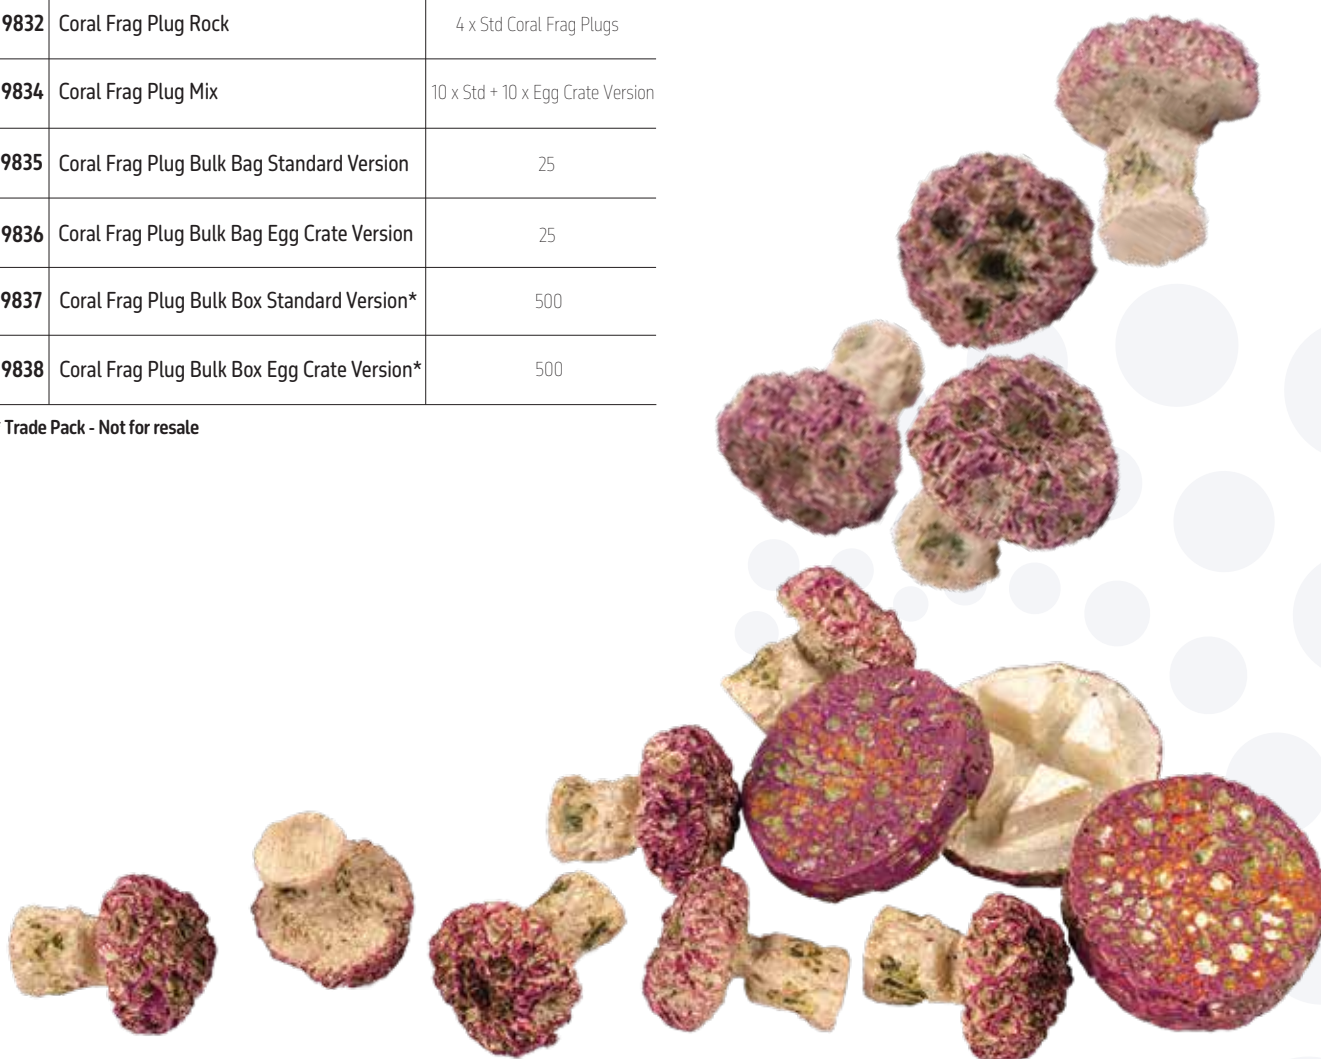 9832 Coral Frag Plug Rock 4 x Std Coral Frag Plugs
9834 Coral Frag Plug Mix 10 x Std + 10 x Egg Crate Version
9835 Coral Frag Plug Bulk Bag Standard Version 25
9836 Coral Frag Plug Bulk Bag Egg Crate Version 25
9837 Coral Frag Plug Bulk Box Standard Version* 500
9838 Coral Frag Plug Bulk Box Egg Crate Version* 500
Trade Pack - Not for resale